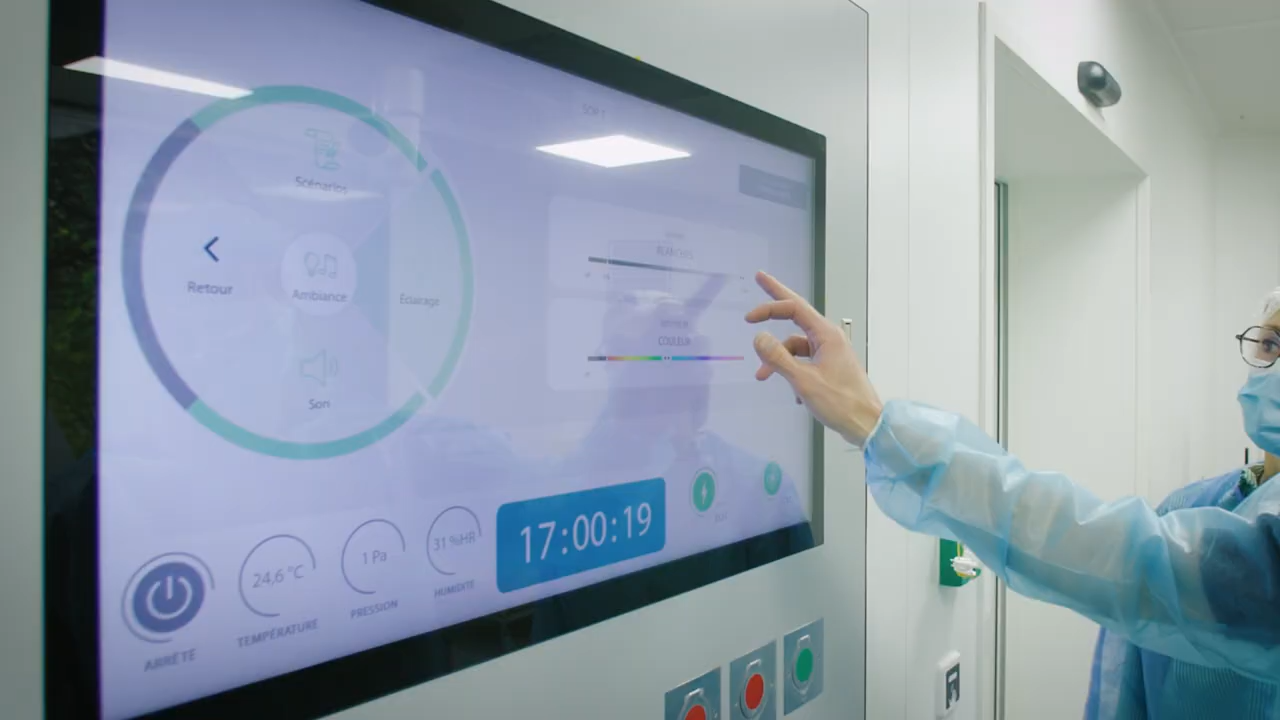 Scénarios
Retour
Ambiance
Eclairage
Son
BLANCHES
COULEUR
17:00:19
24,6 °C
1 Pa
31 %HR
ARRÊTÉ
TEMPÉRATURE
PRESSION
HUMIDITÉ